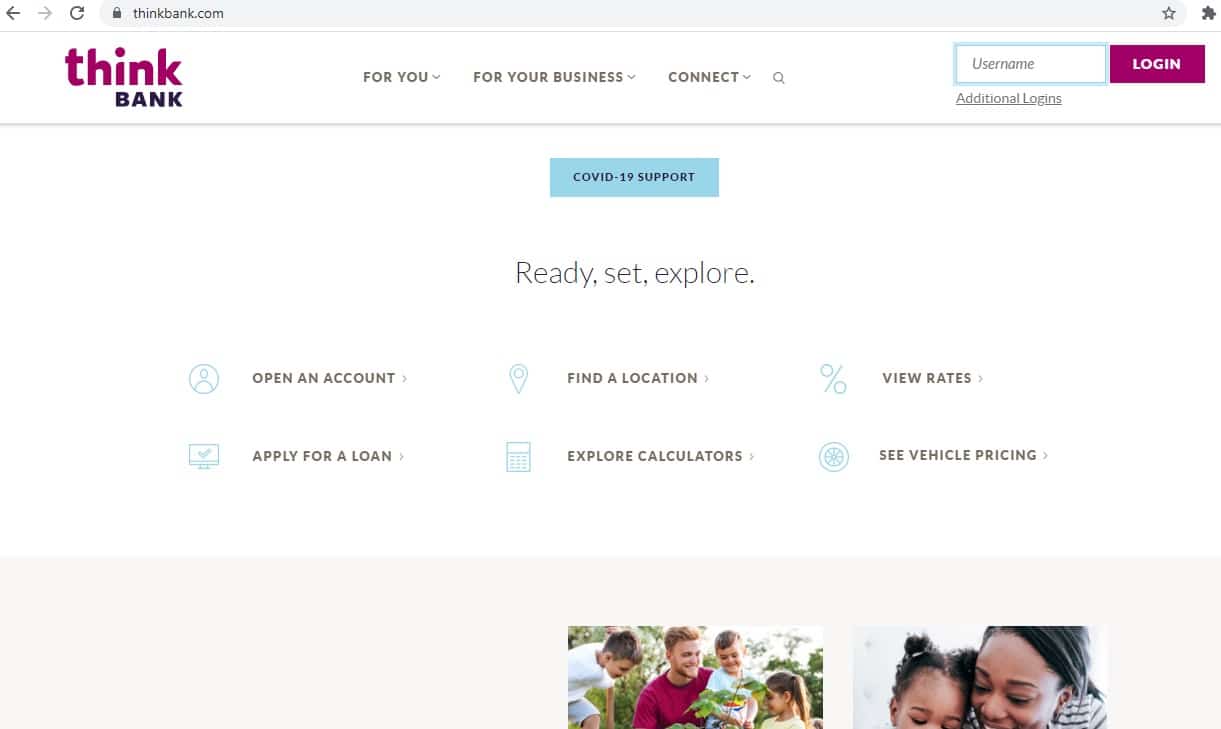 thinkbank.com
think
BANK
FOR YOU
FOR YOUR BUSINESS
CONNECT
Username
LOGIN
Additional Logins
COVID-19 SUPPORT
Ready, set, explore.
OPEN AN ACCOUNT
FIND A LOCATION
VIEW RATES
APPLY FOR A LOAN
EXPLORE CALCULATORS
SEE VEHICLE PRICING